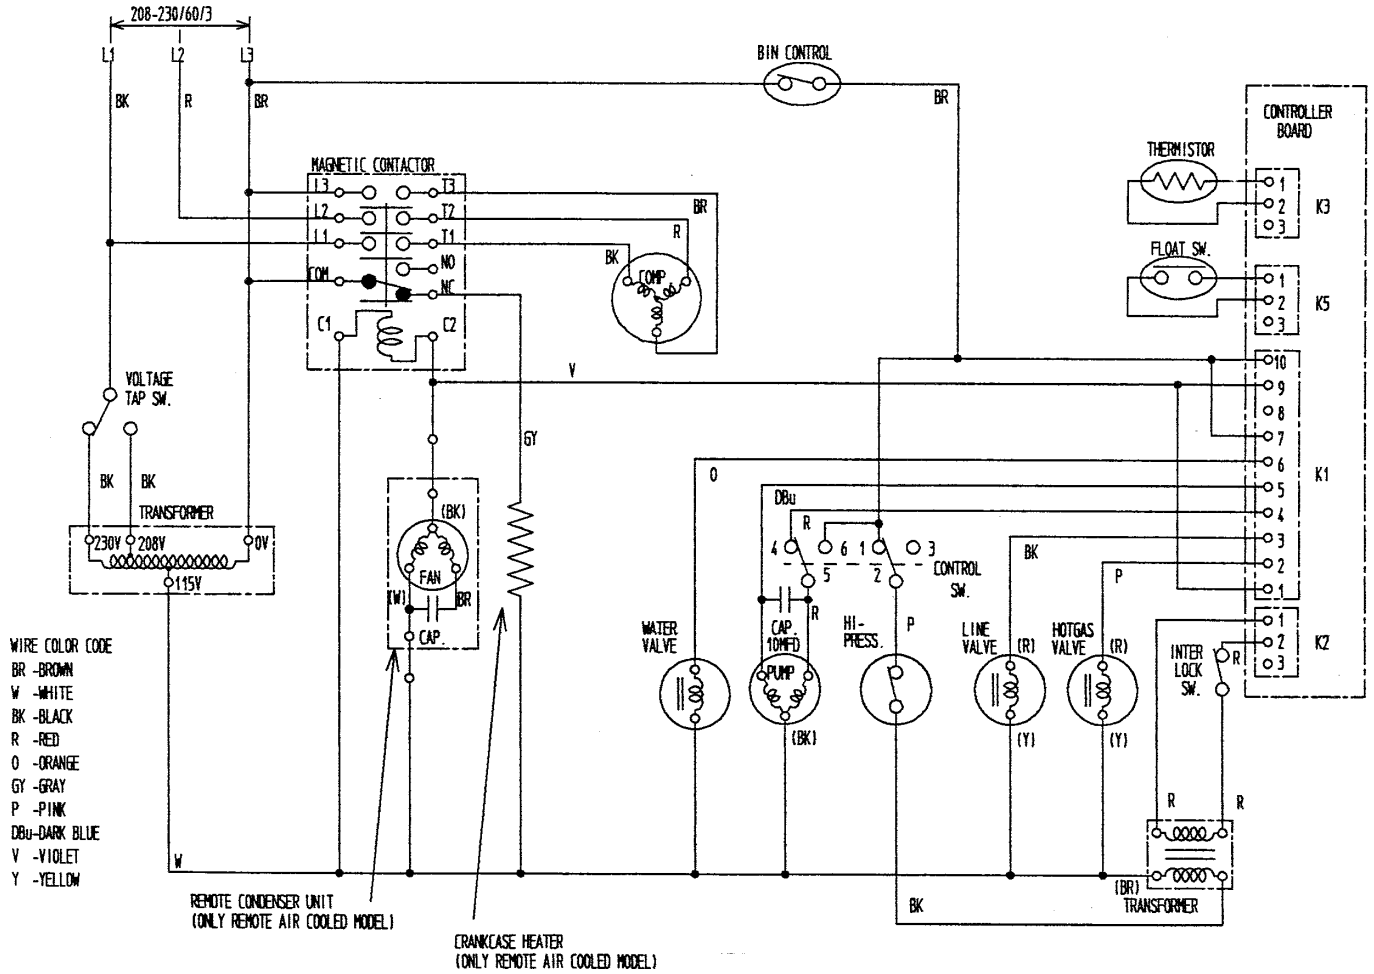 208-230/60/3
L1 L2 L3
BK R BR
BIN CONTROL
BR
CONTROLLER
BOARD
THERMISTOR
1
2
3
K3
FLOAT SW.
1
2
3
K5
MAGNETIC CONTACTOR
L3 T3
L2 T2
L1 T1
NO
COM NC
C1 C2
BR
R
BK
COMP
V
VOLTAGE
TAP SW.
BK BK
TRANSFORMER
230V 208V 0V
115V
GY
(BK)
FAN
(W) BR
CAP.
10
9
8
7
6
5
4
3
2
1
K1
O
DBu
R
4 6 1 3
5 2
CONTROL
SW.
R
CAP.
10MFD
PUMP
(BK)
WATER
VALVE
HI-
PRESS.
P
BK
P
LINE
VALVE
(R)
(Y)
HOTGAS
VALVE
(R)
(Y)
INTER
LOCK
SW.
R
1
2
3
K2
R R
(BR)
TRANSFORMER
BK
W
WIRE COLOR CODE
BR -BROWN
W -WHITE
BK -BLACK
R -RED
O -ORANGE
GY -GRAY
P -PINK
DBu-DARK BLUE
V -VIOLET
Y -YELLOW
REMOTE CONDENSER UNIT
(ONLY REMOTE AIR COOLED MODEL)
CRANKCASE HEATER
(ONLY REMOTE AIR COOLED MODEL)